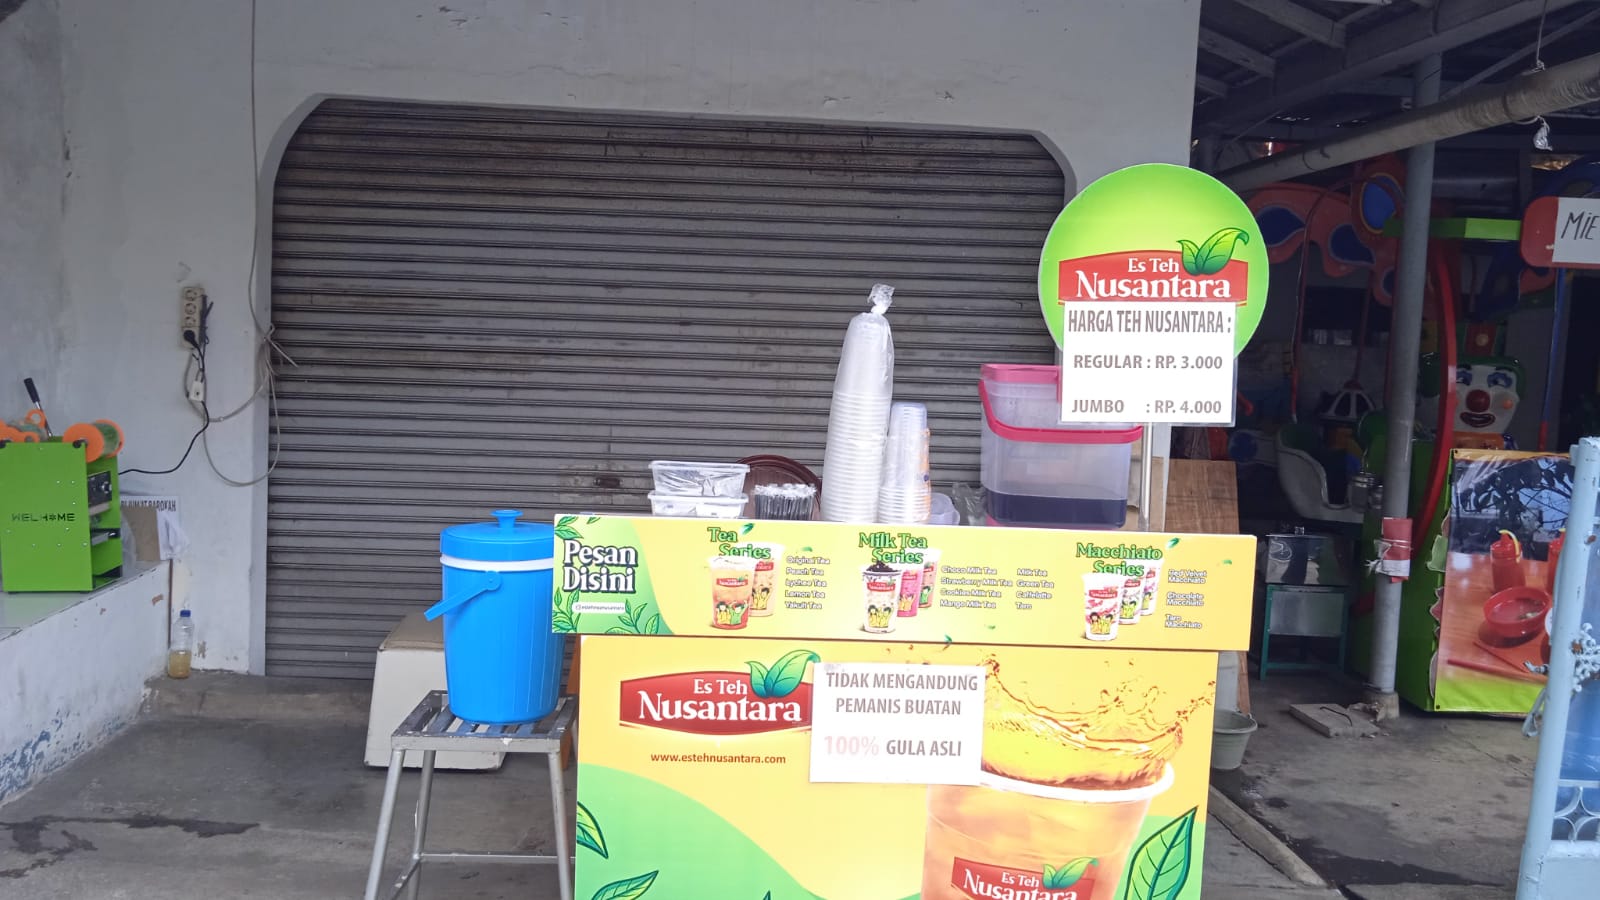 Es Teh
Nusantara
HARGA TEH NUSANTARA :
REGULAR : RP. 3.000
JUMBO : RP. 4.000
MIE
WELHOME
Pesan
Disini
estehnusantara
Tea
Series
Original Tea
Peach Tea
Lychee Tea
Lemon Tea
Yakult Tea
Milk Tea
Series
Choco Milk Tea
Strawberry Milk Tea
Cookies Milk Tea
Mango Milk Tea
Milk Tea
Green Tea
Caffelatte
Taro
Macchiato
Series
Red Velvet
Macchiato
Chocolate
Macchiato
Taro
Macchiato
Es Teh
Nusantara
www.estehnusantara.com
TIDAK MENGANDUNG
PEMANIS BUATAN
100% GULA ASLI
Es Teh
Nusantara